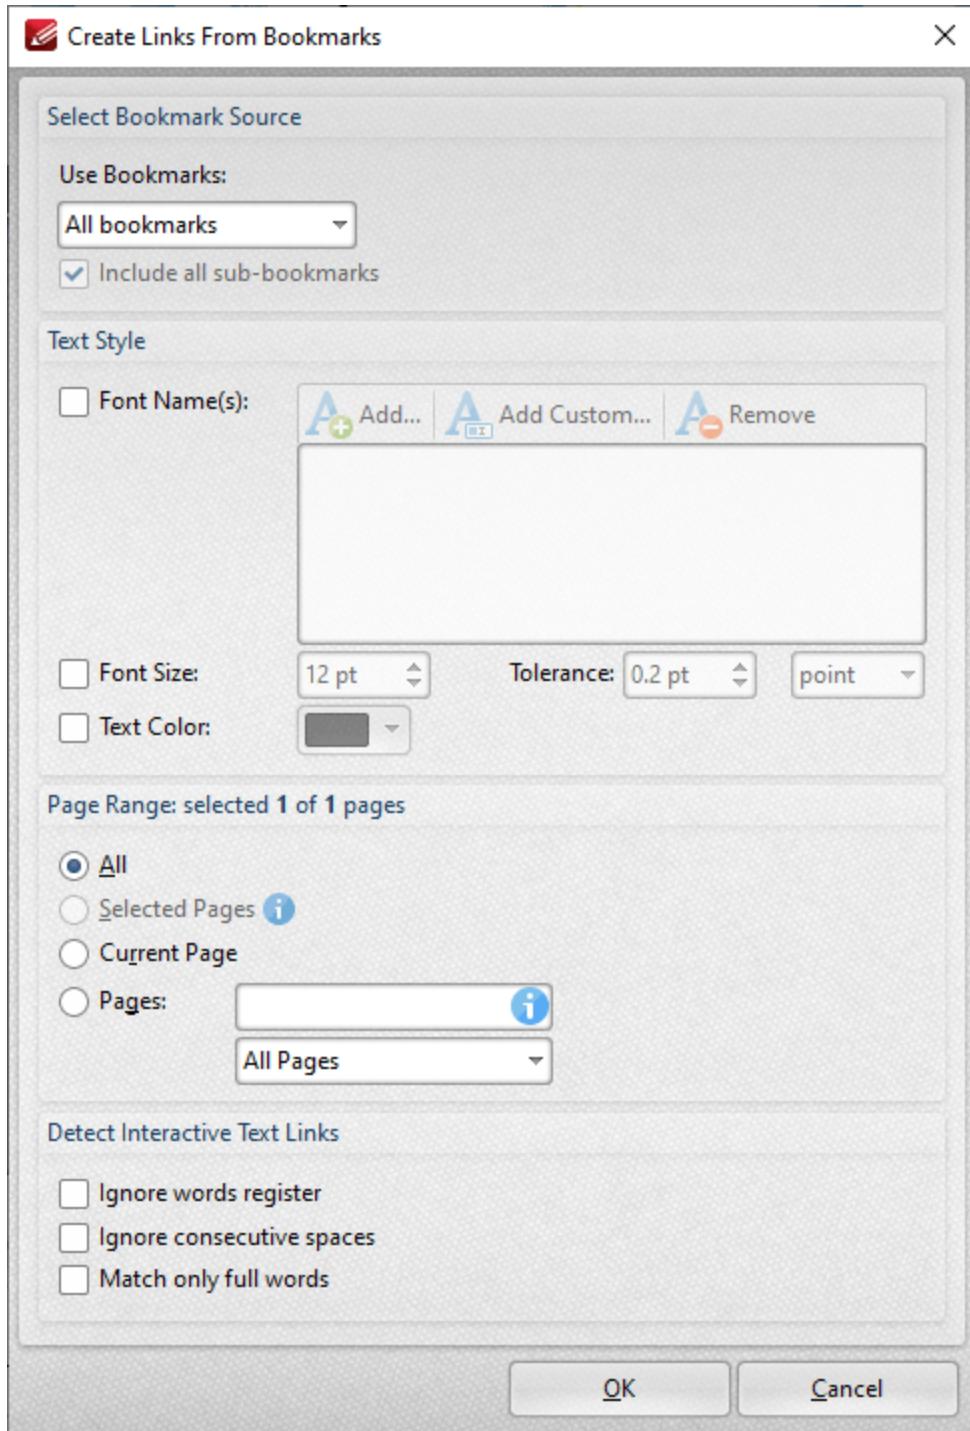 Create Links From Bookmarks
Select Bookmark Source
Use Bookmarks:
All bookmarks
Include all sub-bookmarks
Text Style
Font Name(s): Add... Add Custom... Remove
Font Size: 12 pt Tolerance: 0.2 pt point
Text Color:
Page Range: selected 1 of 1 pages
All
Selected Pages
Current Page
Pages:
All Pages
Detect Interactive Text Links
Ignore words register
Ignore consecutive spaces
Match only full words
OK Cancel